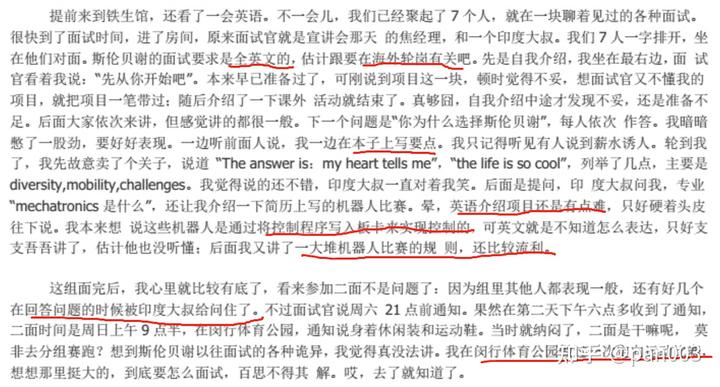 提前来到铁生馆，还看了一会英语。不一会儿，我们已经聚起了 7 个人，就在一块聊着见过的各种面试。
很快到了面试时间，进了房间，原来面试官就是宣讲会那天 的焦经理，和一个印度大叔。我们 7 人一字排开，坐
在他们对面。斯伦贝谢的面试要求是全英文的，估计跟要在海外轮岗有关吧。先是自我介绍，我坐在最右边，面 试
官看着我说：“先从你开始吧”。本来早已准备过了，可刚说到项目这一块，顿时觉得不妥，想面试官又不懂我的
项目，就把项目一笔带过；随后介绍了一下课外 活动就结束了。真够囧，自我介绍中途才发现不妥，还是准备不
足。后面大家依次来讲，但感觉讲的都很一般。下一个问题是“你为什么选择斯伦贝谢”，每人依次 作答。我暗暗
憋了一股劲，要好好表现。一边听前面人说，我一边在本子上写要点。我只记得听见有人说到薪水诱人。轮到我
了，我先故意卖了个关子，说道 “The answer is：my heart tells me”，“the life is so cool”，列举了几点，主要是
diversity,mobility,challenges。我觉得说的还不错，印度大叔一直对着我笑。后面是提问，印 度大叔问我，专业
“mechatronics 是什么”，还让我介绍一下简历上写的机器人比赛。晕，英语介绍项目还是有点难，只好硬着头皮
往下说。我本来想 说这些机器人是通过将控制程序写入板卡来实现控制的，可英文就是不知道怎么表达，只好支
支吾吾讲了，估计他也没听懂；后面我又讲了一大堆机器人比赛的规 则，还比较流利。
这组面完后，我心里就比较有底了，看来参加二面不是问题了：因为组里其他人都表现一般，还有好几个
在回答问题的时候被印度大叔给问住了。不过面试官说周六 21 点前通知。果然在第二天下午六点多收到了通知，
二面时间是周日上午 9 点半，在闵行体育公园，通知说身着休闲装和运动鞋。当时就纳闷了，二面是干嘛呢， 莫
非去分组赛跑？想到斯伦贝谢以往面试的各种诡异，我觉得真没法讲。我在闵行体育公园
想想那里挺大的，到底要怎么面试，百思不得其 解。哎，去了就知道了。
知乎 @pan003